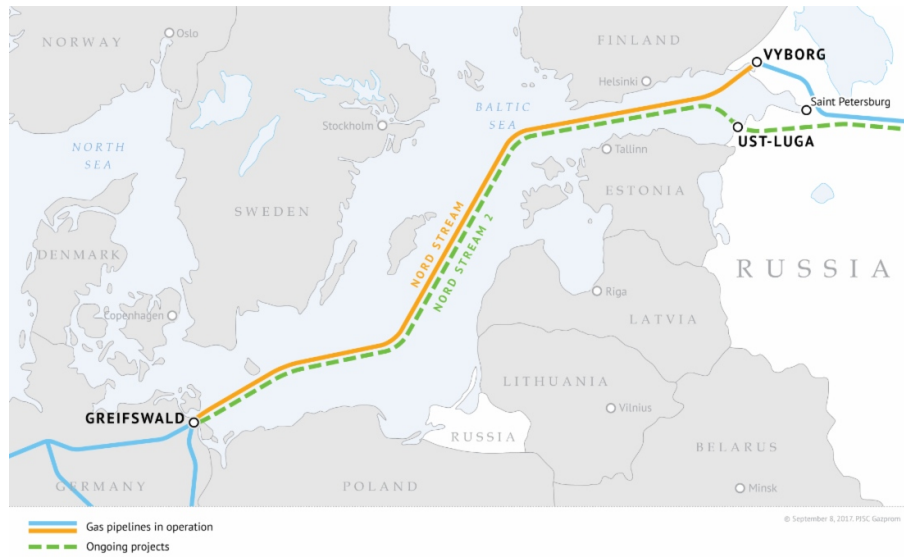 NORWAY
Oslo
FINLAND
VYBORG
Helsinki
Saint Petersburg
BALTIC
SEA
Stockholm
UST-LUGA
NORTH
SEA
Tallinn
ESTONIA
SWEDEN
NORD STREAM
NORD STREAM 2
DENMARK
RUSSIA
Riga
Copenhagen
LATVIA
LITHUANIA
Vilnius
GREIFSWALD
RUSSIA
BELARUS
GERMANY
POLAND
Minsk
Gas pipelines in operation
© September 8, 2017. PJSC Gazprom
Ongoing projects